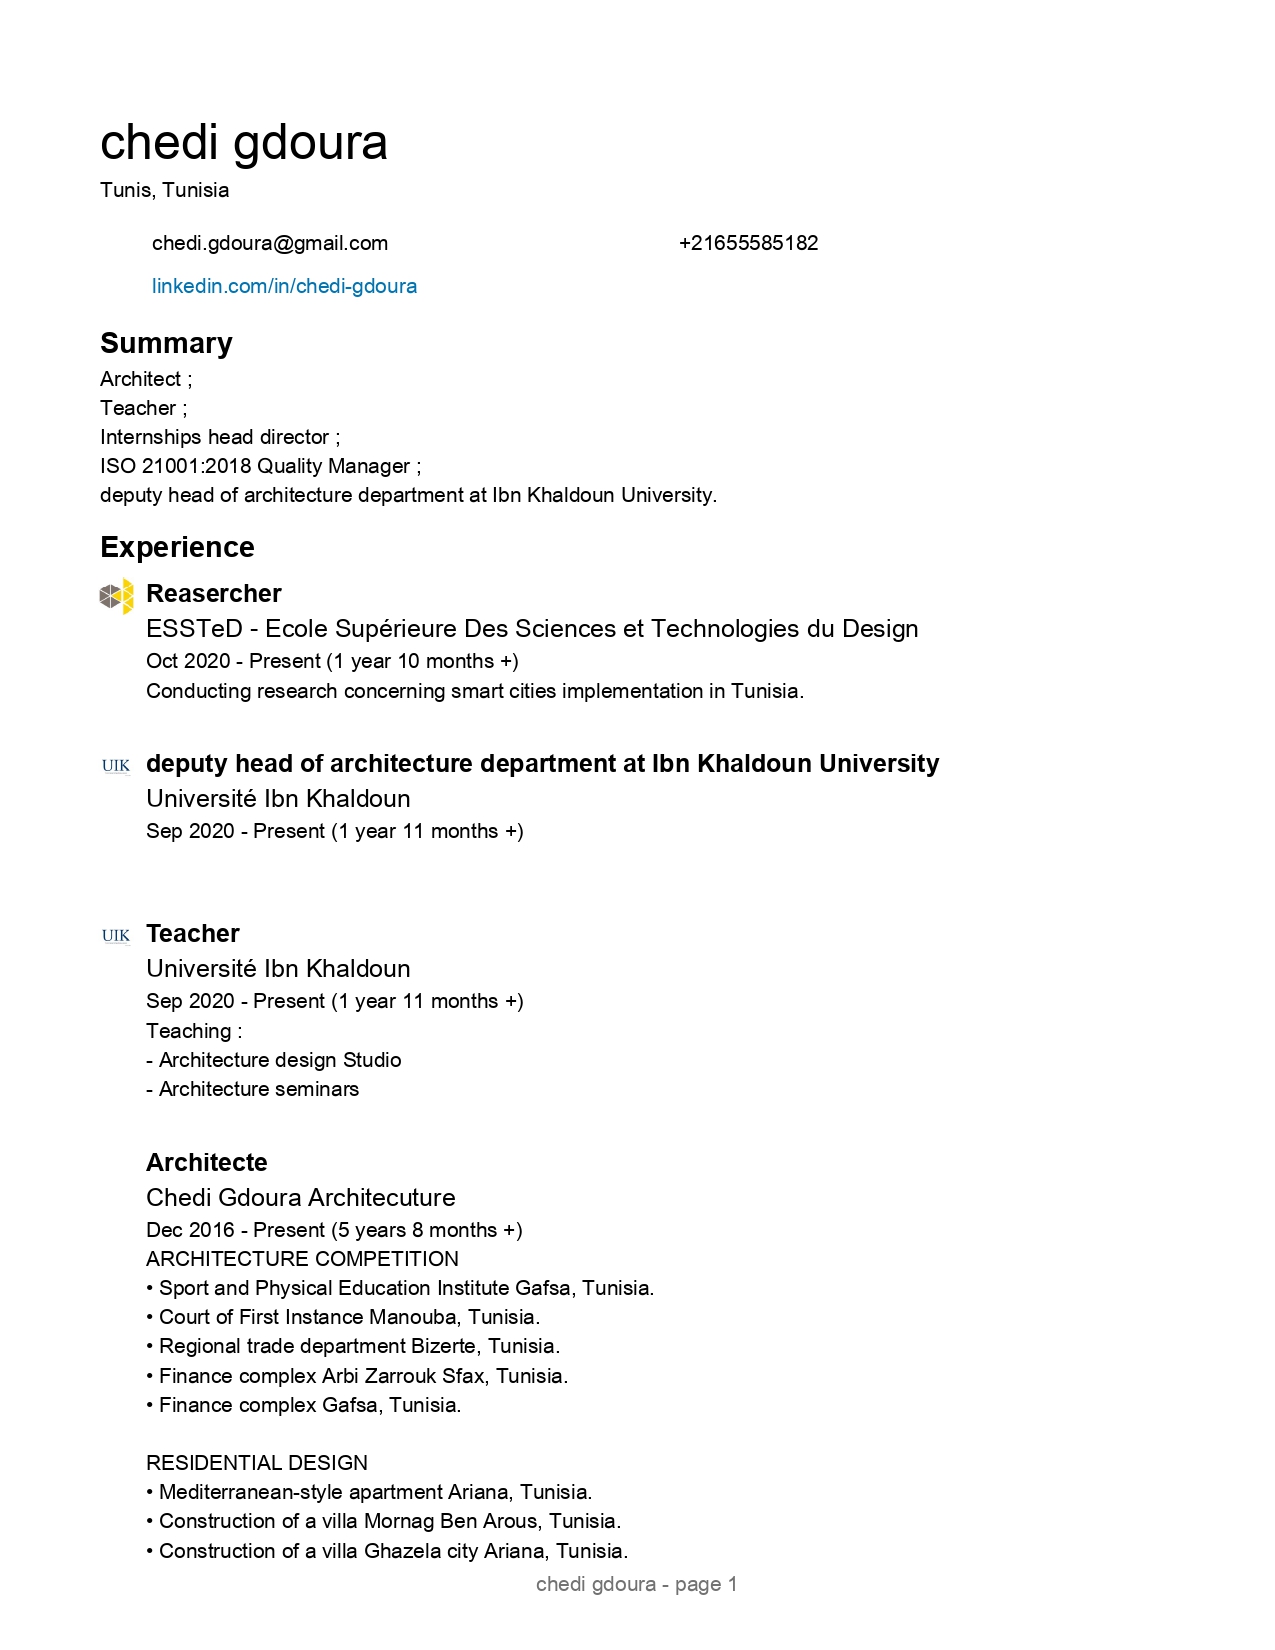 chedi gdoura
Tunis, Tunisia
chedi.gdoura@gmail.com +21655585182
linkedin.com/in/chedi-gdoura
Summary
Architect ;
Teacher ;
Internships head director ;
ISO 21001:2018 Quality Manager ;
deputy head of architecture department at Ibn Khaldoun University.
Experience
Reasercher
ESSTeD - Ecole Supérieure Des Sciences et Technologies du Design
Oct 2020 - Present (1 year 10 months +)
Conducting research concerning smart cities implementation in Tunisia.
UIK deputy head of architecture department at Ibn Khaldoun University
Université Ibn Khaldoun
Sep 2020 - Present (1 year 11 months +)
UIK Teacher
Université Ibn Khaldoun
Sep 2020 - Present (1 year 11 months +)
Teaching :
- Architecture design Studio
- Architecture seminars
Architecte
Chedi Gdoura Architecuture
Dec 2016 - Present (5 years 8 months +)
ARCHITECTURE COMPETITION
• Sport and Physical Education Institute Gafsa, Tunisia.
• Court of First Instance Manouba, Tunisia.
• Regional trade department Bizerte, Tunisia.
• Finance complex Arbi Zarrouk Sfax, Tunisia.
• Finance complex Gafsa, Tunisia.
RESIDENTIAL DESIGN
• Mediterranean-style apartment Ariana, Tunisia.
• Construction of a villa Mornag Ben Arous, Tunisia.
• Construction of a villa Ghazela city Ariana, Tunisia.
chedi gdoura - page 1